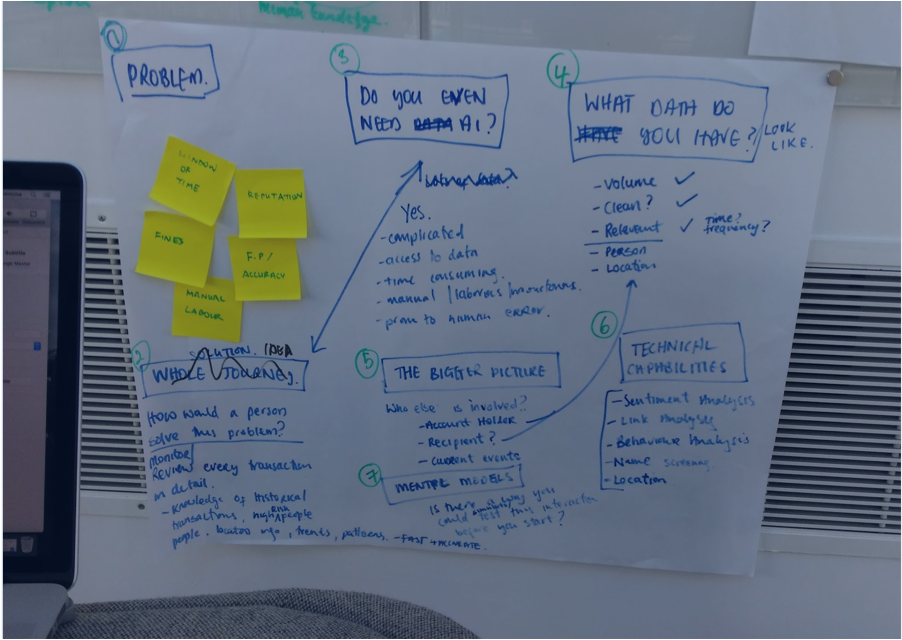 Human Knowledge.
1
PROBLEM.
WINDOW
OF
TIME
REPUTATION
FINES
F.P /
ACCURACY
MANUAL
LABOUR
2
SOLUTION. IDEA
WHOLE JOURNEY.
How would a person
solve this problem?
Monitor
Review every transaction
in detail.
- Knowledge of Historical
transactions, High Risk people
people, location info, trends, patterns. - FAST + ACCURATE.
3
DO YOU EVEN
NEED DATA AI?
Yes.
- complicated
- access to data
- time consuming.
- manual / laborous
- prone to human error.
4
WHAT DATA DO
HAVE YOU HAVE? LOOK
LIKE.
- Volume ✓
- Clean? ✓
- Relevant ✓ Time?
frequency?
- Person
- Location
5
THE BIGGER PICTURE
Who else is involved?
- Account Holder
- Recipient?
- Current events
6
TECHNICAL
CAPABILITIES
- Sentiment Analysis
- Link Analysis
- Behaviour Analysis
- Name screening
- Location
7
MENTAL MODELS
Is there anything you
could test this interaction
before you start?